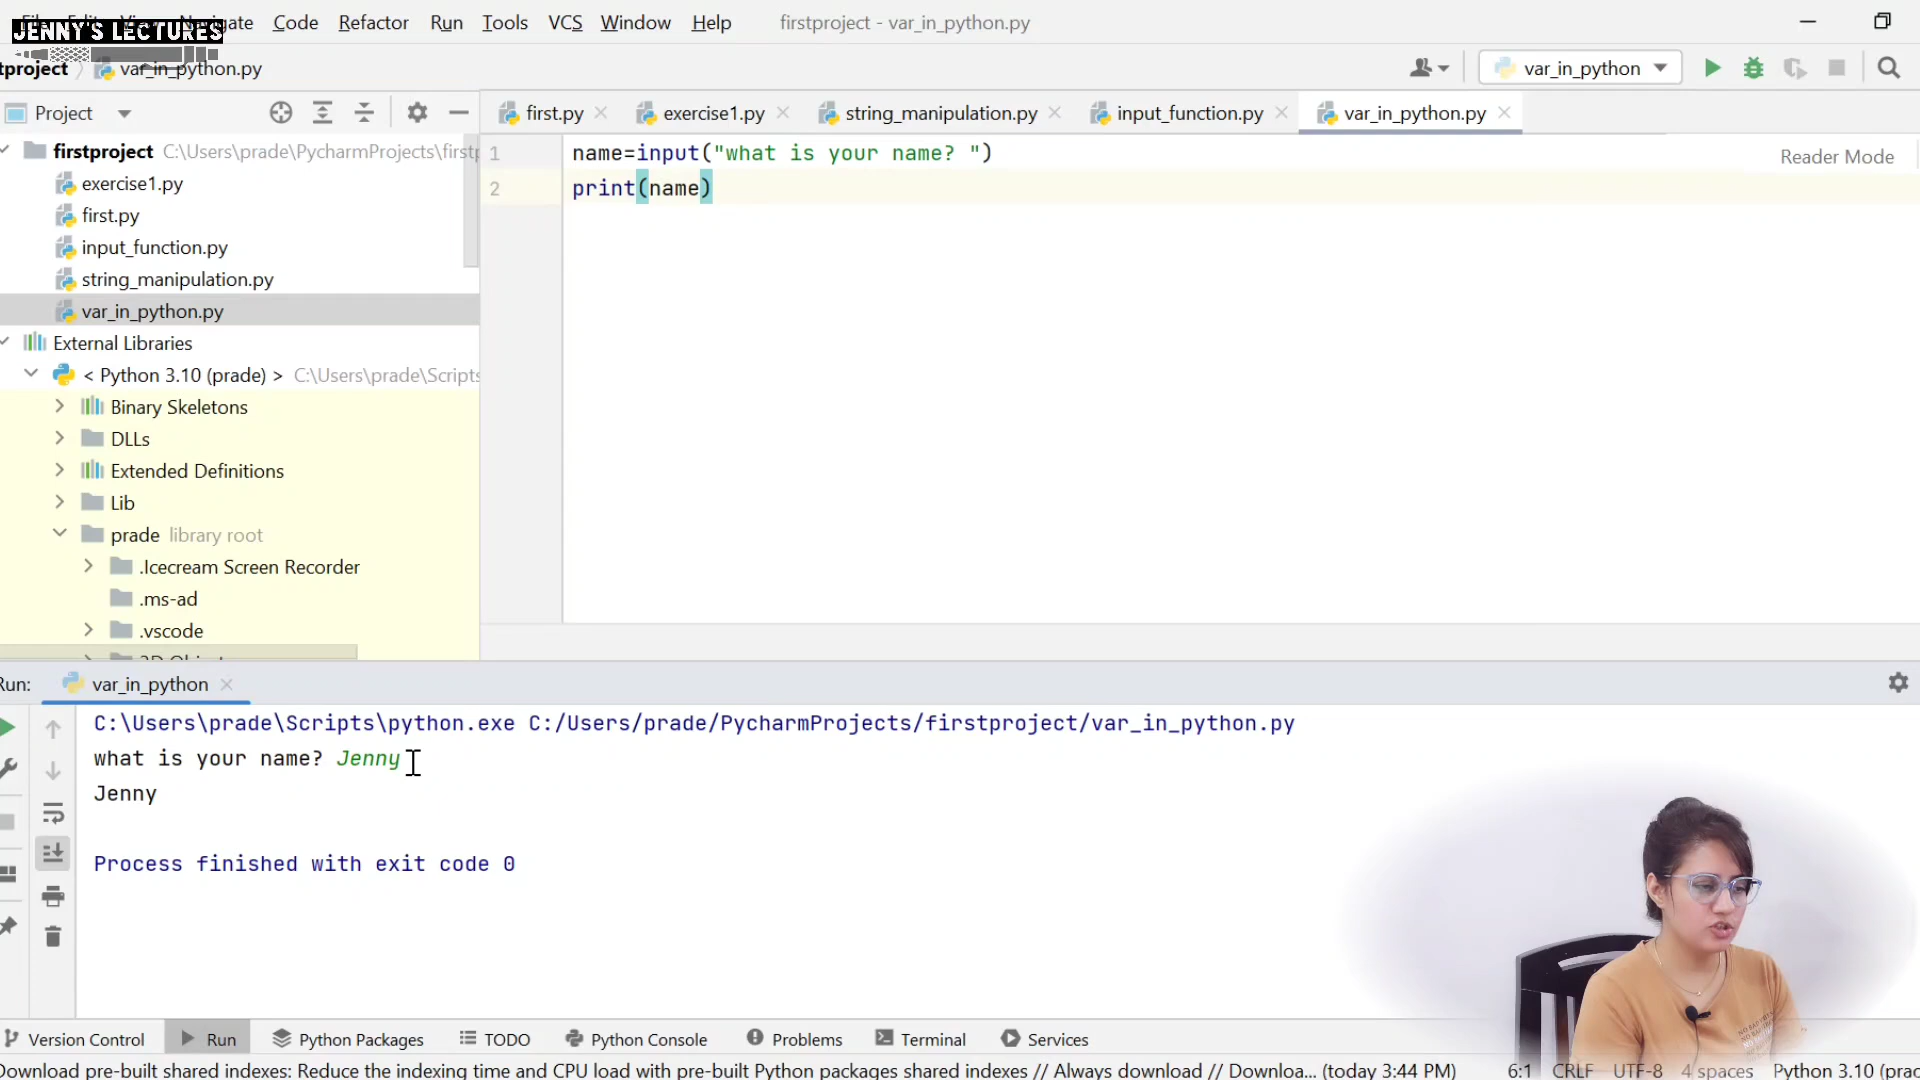 File Edit View Navigate Code Refactor Run Tools VCS Window Help firstproject - var_in_python.py
JENNY'S LECTURES
tproject var_in_python.py
var_in_python
Project
first.py exercise1.py string_manipulation.py input_function.py var_in_python.py
firstproject C:\Users\prade\PycharmProjects\firstp
exercise1.py
first.py
input_function.py
string_manipulation.py
var_in_python.py
External Libraries
< Python 3.10 (prade) > C:\Users\prade\Scripts
Binary Skeletons
DLLs
Extended Definitions
Lib
prade library root
.Icecream Screen Recorder
.ms-ad
.vscode
1 name=input("what is your name? ")
2 print(name)
Reader Mode
Run: var_in_python
C:\Users\prade\Scripts\python.exe C:/Users/prade/PycharmProjects/firstproject/var_in_python.py
what is your name? Jenny
Jenny
Process finished with exit code 0
Version Control Run Python Packages TODO Python Console Problems Terminal Services
Download pre-built shared indexes: Reduce the indexing time and CPU load with pre-built Python packages shared indexes // Always download // Downloa... (today 3:44 PM) 6:1 CRLF UTF-8 4 spaces Python 3.10 (prad